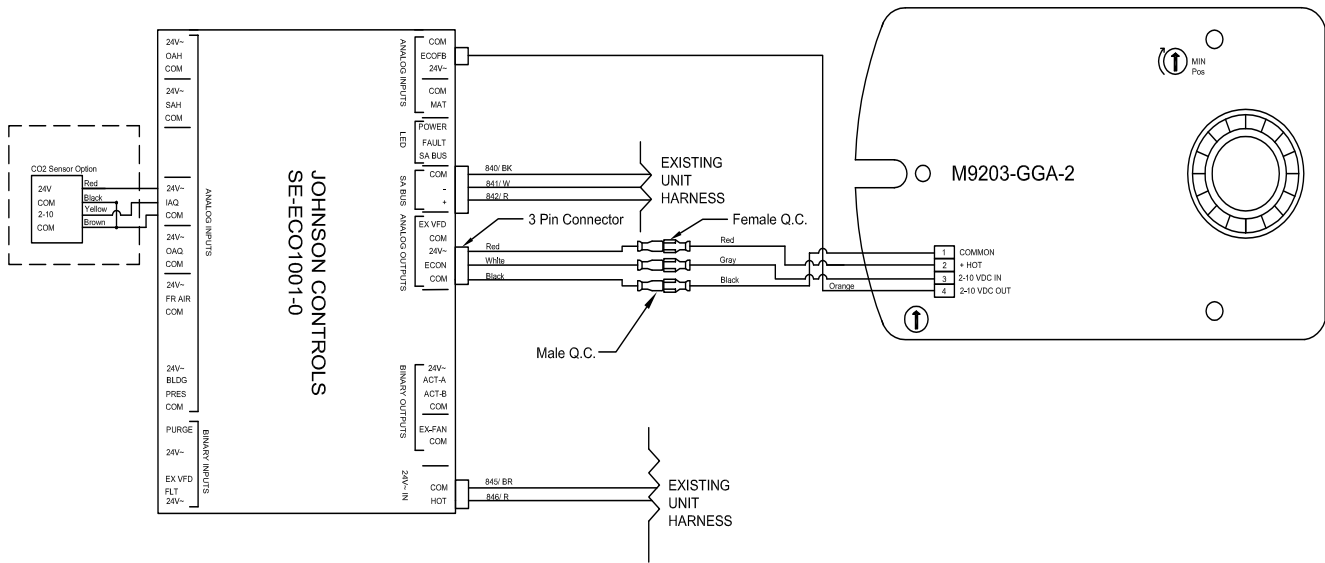 CO2 Sensor Option
24V
COM
2-10
COM
Red
Black
Yellow
Brown
24V~
OAH
COM
24V~
SAH
COM
24V~
IAQ
COM
24V~
OAQ
COM
24V~
FR AIR
COM
24V~
BLDG
PRES
COM
PURGE
24V~
EX VFD
FLT
24V~
ANALOG INPUTS
BINARY INPUTS
JOHNSON CONTROLS
SE-ECO1001-0
ANALOG INPUTS
LED
SA BUS
ANALOG OUTPUTS
BINARY OUTPUTS
24V~ IN
COM
ECOFB
24V~
COM
MAT
POWER
FAULT
SA BUS
COM
-
+
EX VFD
COM
24V~
ECON
COM
24V~
ACT-A
ACT-B
COM
EX-FAN
COM
COM
HOT
840/ BK
841/ W
842/ R
EXISTING
UNIT
HARNESS
3 Pin Connector
Female Q.C.
Red
White
Black
Red
Gray
Black
Orange
Male Q.C.
845/ BR
846/ R
EXISTING
UNIT
HARNESS
MIN
Pos
M9203-GGA-2
1 COMMON
2 + HOT
3 2-10 VDC IN
4 2-10 VDC OUT